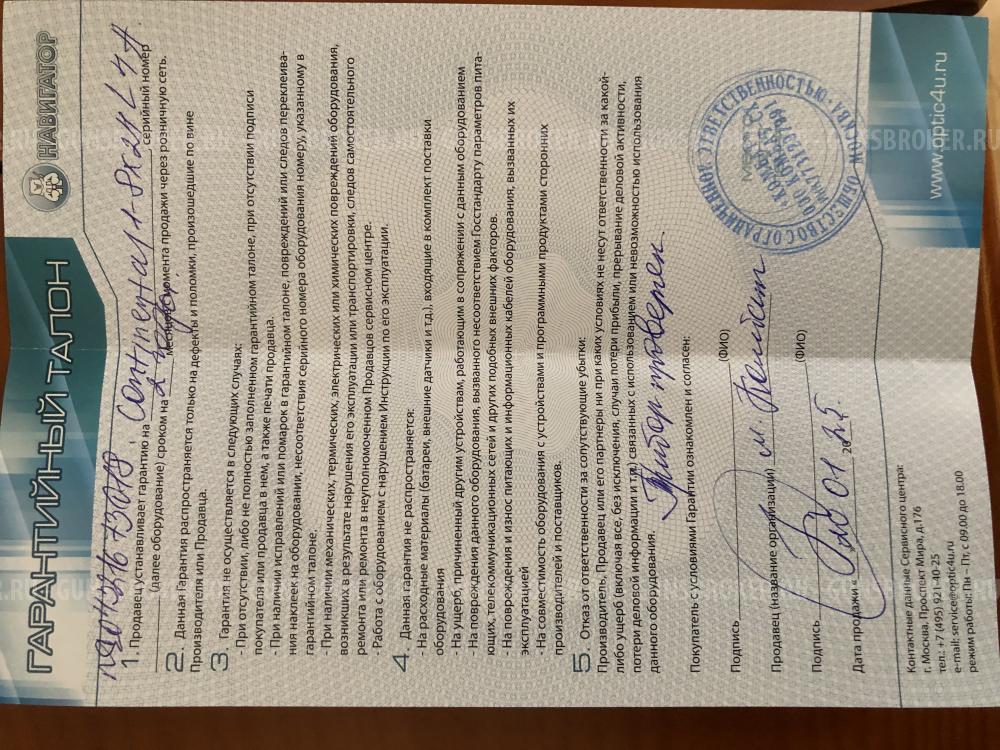 ГАРАНТИЙНЫЙ ТАЛОН
НАВИГАТОР
1. Продавец устанавливает гарантию на
серийный номер
(далее оборудование) сроком на 2
месяцев с момента продажи через розничную сеть.
2. Данная Гарантия распространяется только на дефекты и поломки, произошедшие по вине
Производителя или Продавца.
3. Гарантия не осуществляется в следующих случаях:
- При отсутствии, либо не полностью заполненном гарантийном талоне, при отсутствии подписи
покупателя или продавца в нем, а также печати продавца.
- При наличии исправлений или помарок в гарантийном талоне, повреждений или следов переклеива-
ния наклеек на оборудовании, несоответствия серийного номера оборудования номеру, указанному в
гарантийном талоне.
- При наличии механических, термических, электрических или химических повреждений оборудования,
возникших в результате нарушения его эксплуатации или транспортировки, следов самостоятельного
ремонта или ремонта в неуполномоченном Продавцов сервисном центре.
- Работа с оборудованием с нарушением Инструкции по его эксплуатации.
4. Данная гарантия не распространяется:
- На расходные материалы (батареи, внешние датчики и т.д.), входящие в комплект поставки
оборудования
- На ущерб, причиненный другим устройствам, работающим в сопряжении с данным оборудованием
- На повреждения данного оборудования, вызванного несоответствием Госстандарту параметров пита-
ющих, телекоммуникационных сетей и других подобных внешних факторов.
- На повреждения и износ питающих и информационных кабелей оборудования, вызванных их
эксплуатацией
- На совместимость оборудования с устройствами и программными продуктами сторонних
производителей и поставщиков.
5. Отказ от ответственности за сопутствующие убытки:
Производитель, Продавец или его партнеры ни при каких условиях не несут ответственности за какой-
либо ущерб (включая все, без исключения, случаи потери прибыли, прерывание деловой активности,
потери деловой информации и т.д.) связанных с использованием или невозможностью использования
данного оборудования.
Прибор проверен.
Покупатель с условиями Гарантии ознакомлен и согласен:
Подпись (ФИО)
Продавец (название организации)
Подпись (ФИО)
Дата продажи « 20 » 01 2025.
ОБЩЕСТВО С ОГРАНИЧЕННОЙ ОТВЕТСТВЕННОСТЬЮ
МОСКВА
Контактные данные Сервисного центра:
г. Москва, Проспект Мира, д.176
тел.: +7 (495) 921-40-25
e-mail: service@optic4u.ru
режим работы: Пн – Пт, с 09.00 до 18.00
www.optic4u.ru
GUNSBROKER.RU